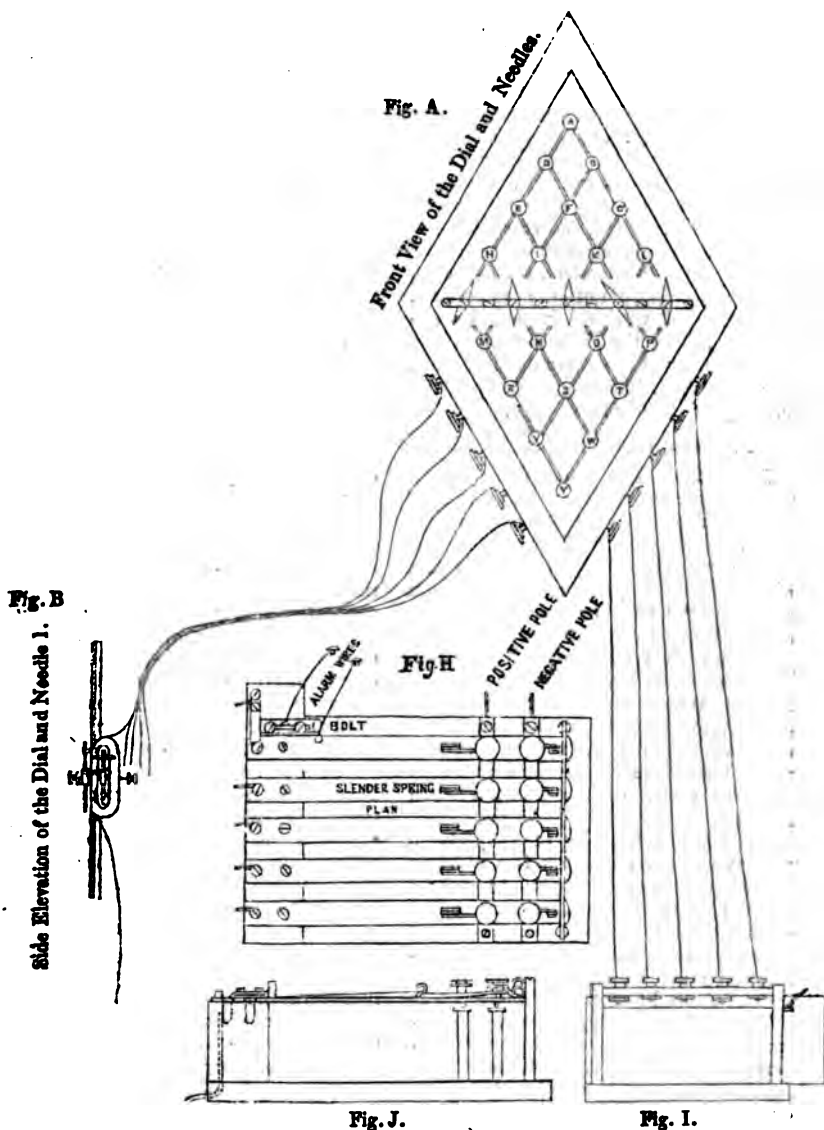 Front View of the Dial and Needles.
Fig. A.
A
B
D
E
F
G
H
I
K
L
M
N
O
P
R
S
T
V
W
Y
Fig. B
Side Elevation of the Dial and Needle 1.
Fig. H
POSITIVE POLE
NEGATIVE POLE
ALARM WIRES
BOLT
SLENDER SPRING
PLAN
Fig. J.
Fig. I.